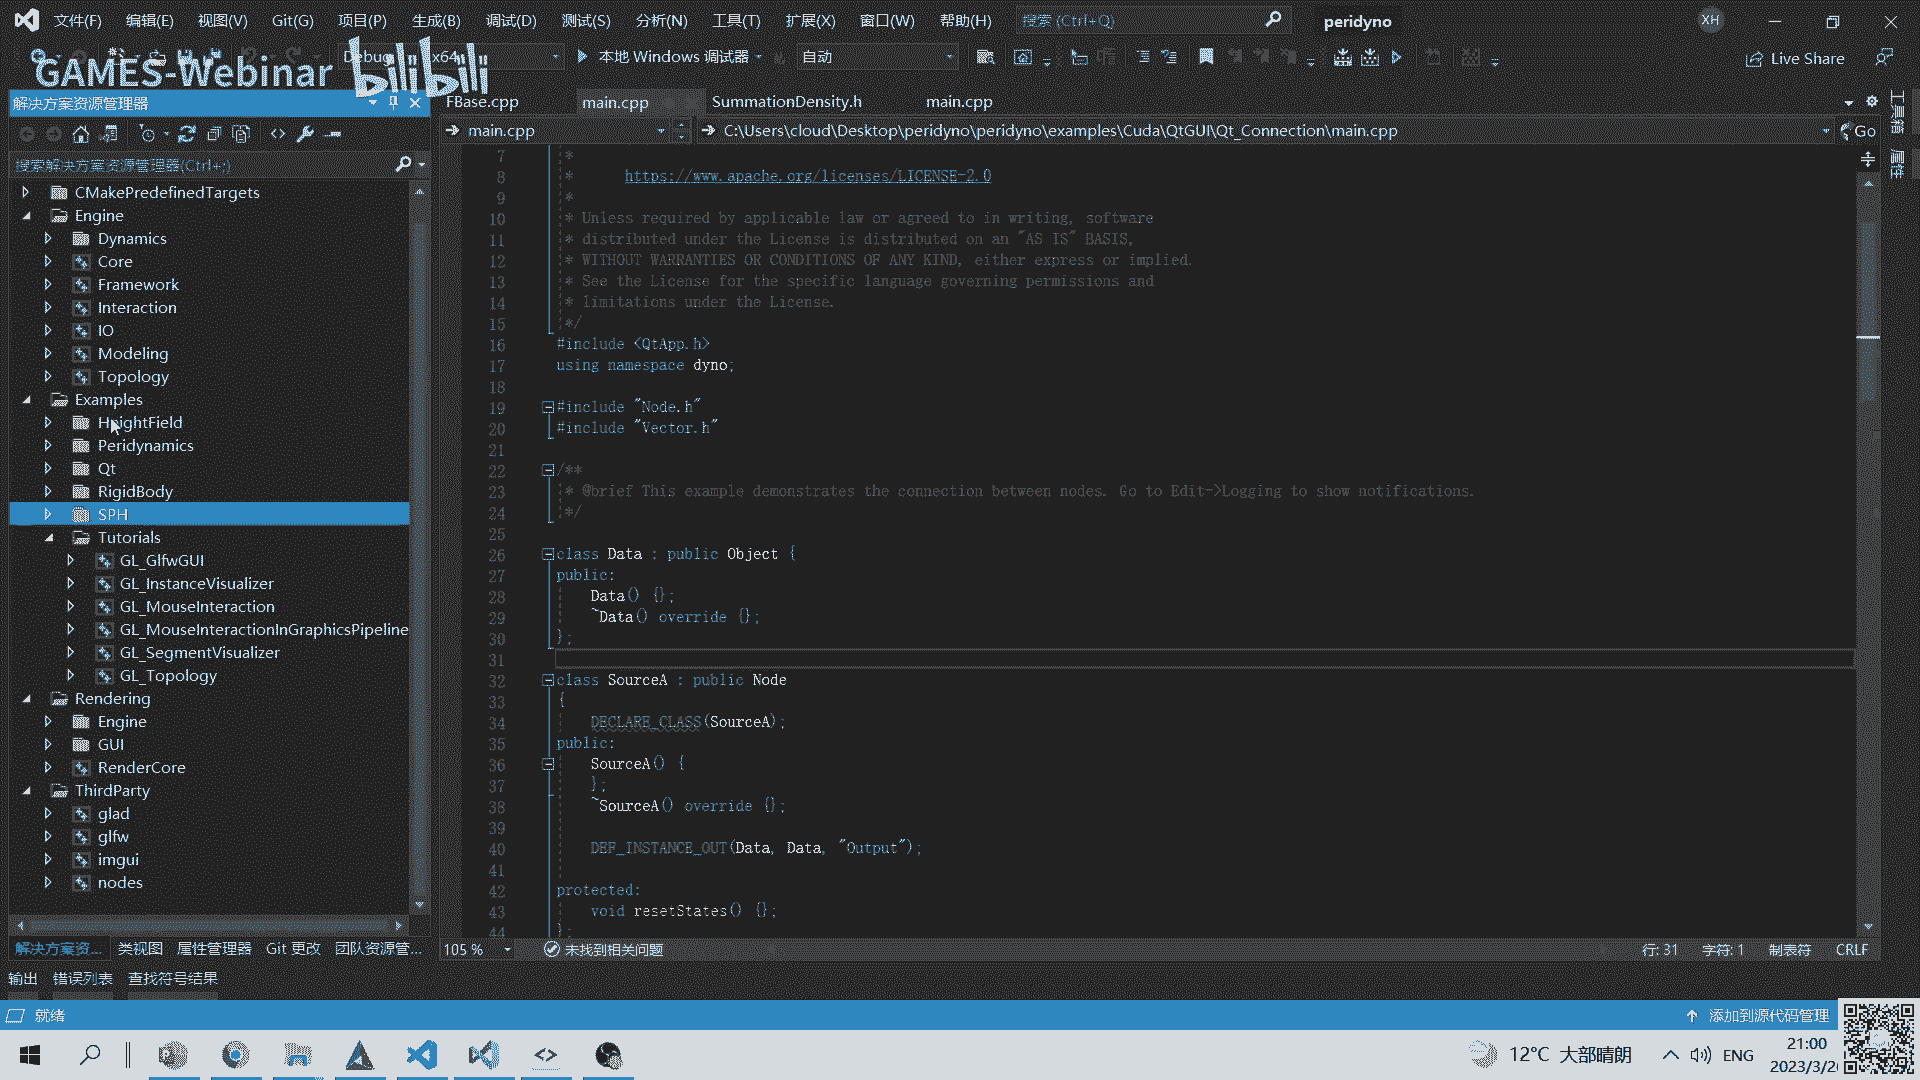 文件(F) 编辑(E) 视图(V) Git(G) 项目(P) 生成(B) 调试(D) 测试(S) 分析(N) 工具(T) 扩展(X) 窗口(W) 帮助(H) 搜索 (Ctrl+Q) peridyno XH
Debug x64 本地 Windows 调试器 自动 Live Share
GAMES-Webinar bilibili
解决方案资源管理器
FBase.cpp main.cpp SummationDensity.h main.cpp
main.cpp C:\Users\cloud\Desktop\peridyno\peridyno\examples\Cuda\QtGUI\Qt_Connection\main.cpp Go
工具箱
属性
搜索解决方案资源管理器(Ctrl+;)
CMakePredefinedTargets
Engine
Dynamics
Core
Framework
Interaction
IO
Modeling
Topology
Examples
HeightField
Peridynamics
Qt
RigidBody
SPH
Tutorials
GL_GlfwGUI
GL_InstanceVisualizer
GL_MouseInteraction
GL_MouseInteractionInGraphicsPipeline
GL_SegmentVisualizer
GL_Topology
Rendering
Engine
GUI
RenderCore
ThirdParty
glad
glfw
imgui
nodes
7 *
8 * https://www.apache.org/licenses/LICENSE-2.0
9 *
10 * Unless required by applicable law or agreed to in writing, software
11 * distributed under the License is distributed on an "AS IS" BASIS,
12 * WITHOUT WARRANTIES OR CONDITIONS OF ANY KIND, either express or implied.
13 * See the License for the specific language governing permissions and
14 * limitations under the License.
15 */
16 #include <QtApp.h>
17 using namespace dyno;
18
19 #include "Node.h"
20 #include "Vector.h"
21
22 /**
23 * @brief This example demonstrates the connection between nodes. Go to Edit->Logging to show notifications.
24 */
25
26 class Data : public Object {
27 public:
28 Data() {};
29 ~Data() override {};
30 };
31
32 class SourceA : public Node
33 {
34 DECLARE_CLASS(SourceA);
35 public:
36 SourceA() {
37 };
38 ~SourceA() override {};
39
40 DEF_INSTANCE_OUT(Data, Data, "Output");
41
42 protected:
43 void resetStates() {};
44 };
解决方案资... 类视图 属性管理器 Git 更改 团队资源管...
105 % 未找到相关问题 行: 31 字符: 1 制表符 CRLF
输出 错误列表 查找符号结果
就绪 添加到源代码管理
12°C 大部晴朗 ENG 21:00
2023/3/2